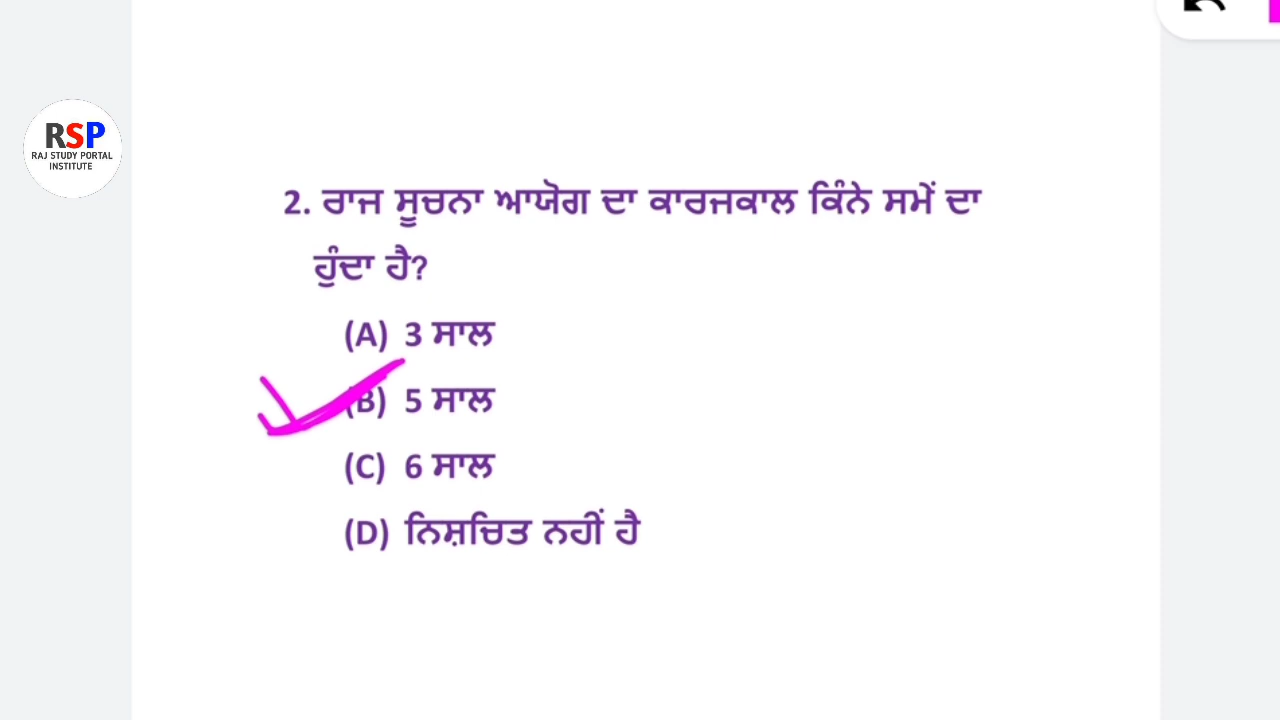 RSP
RAJ STUDY PORTAL
INSTITUTE
2. ਰਾਜ ਸੂਚਨਾ ਆਯੋਗ ਦਾ ਕਾਰਜਕਾਲ ਕਿੰਨੇ ਸਮੇਂ ਦਾ
ਹੁੰਦਾ ਹੈ?
(A) 3 ਸਾਲ
(B) 5 ਸਾਲ
(C) 6 ਸਾਲ
(D) ਨਿਸ਼ਚਿਤ ਨਹੀਂ ਹੈ